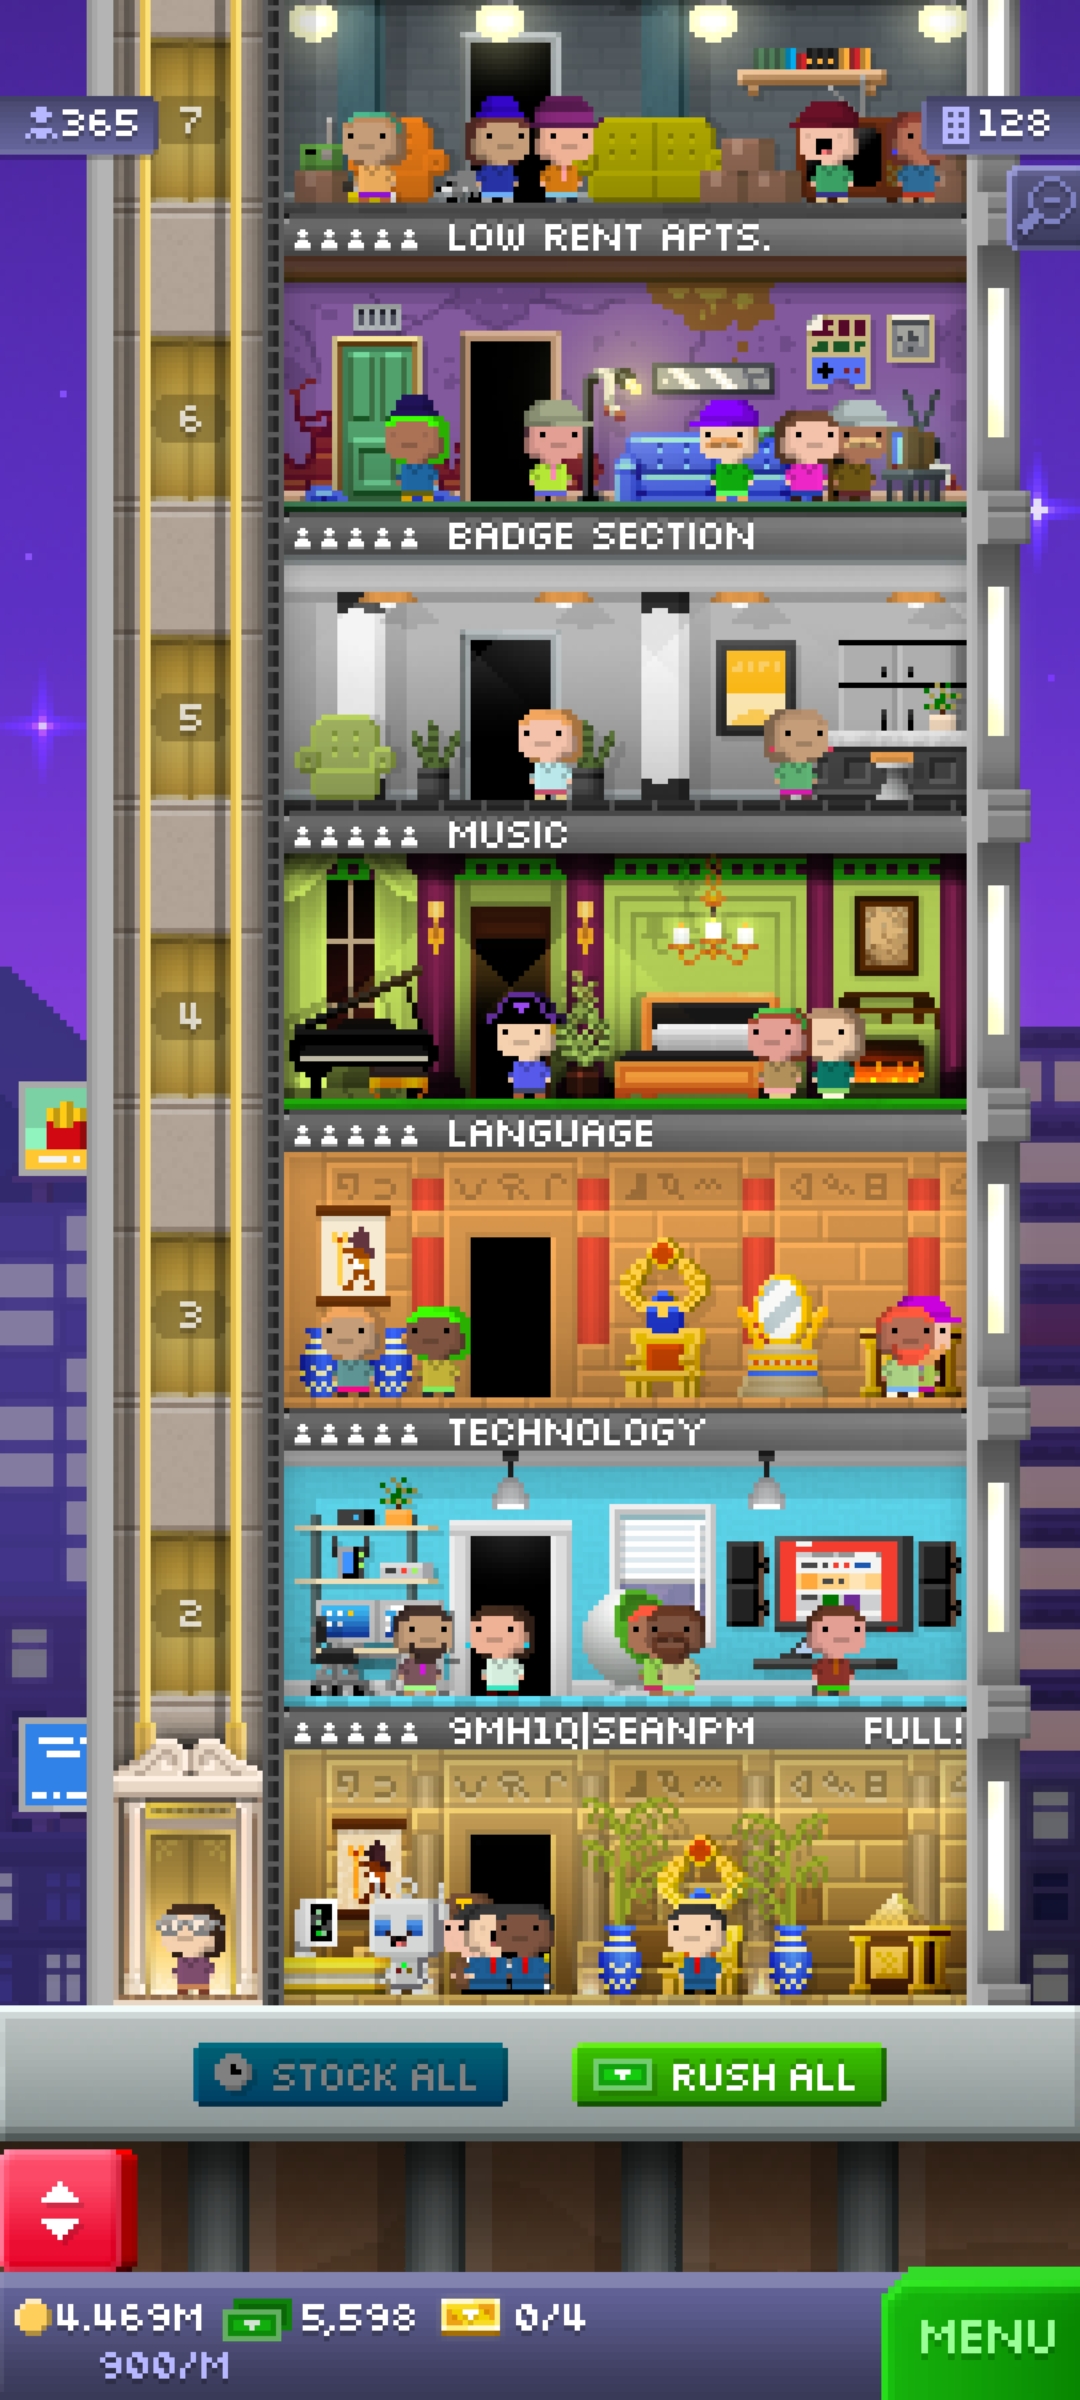 365
7
128
LOW RENT APTS.
6
BADGE SECTION
5
MUSIC
4
LANGUAGE
3
TECHNOLOGY
2
9MH1Q|SEANPM FULL!
STOCK ALL
RUSH ALL
4.469M 5,598 0/4
900/M
MENU